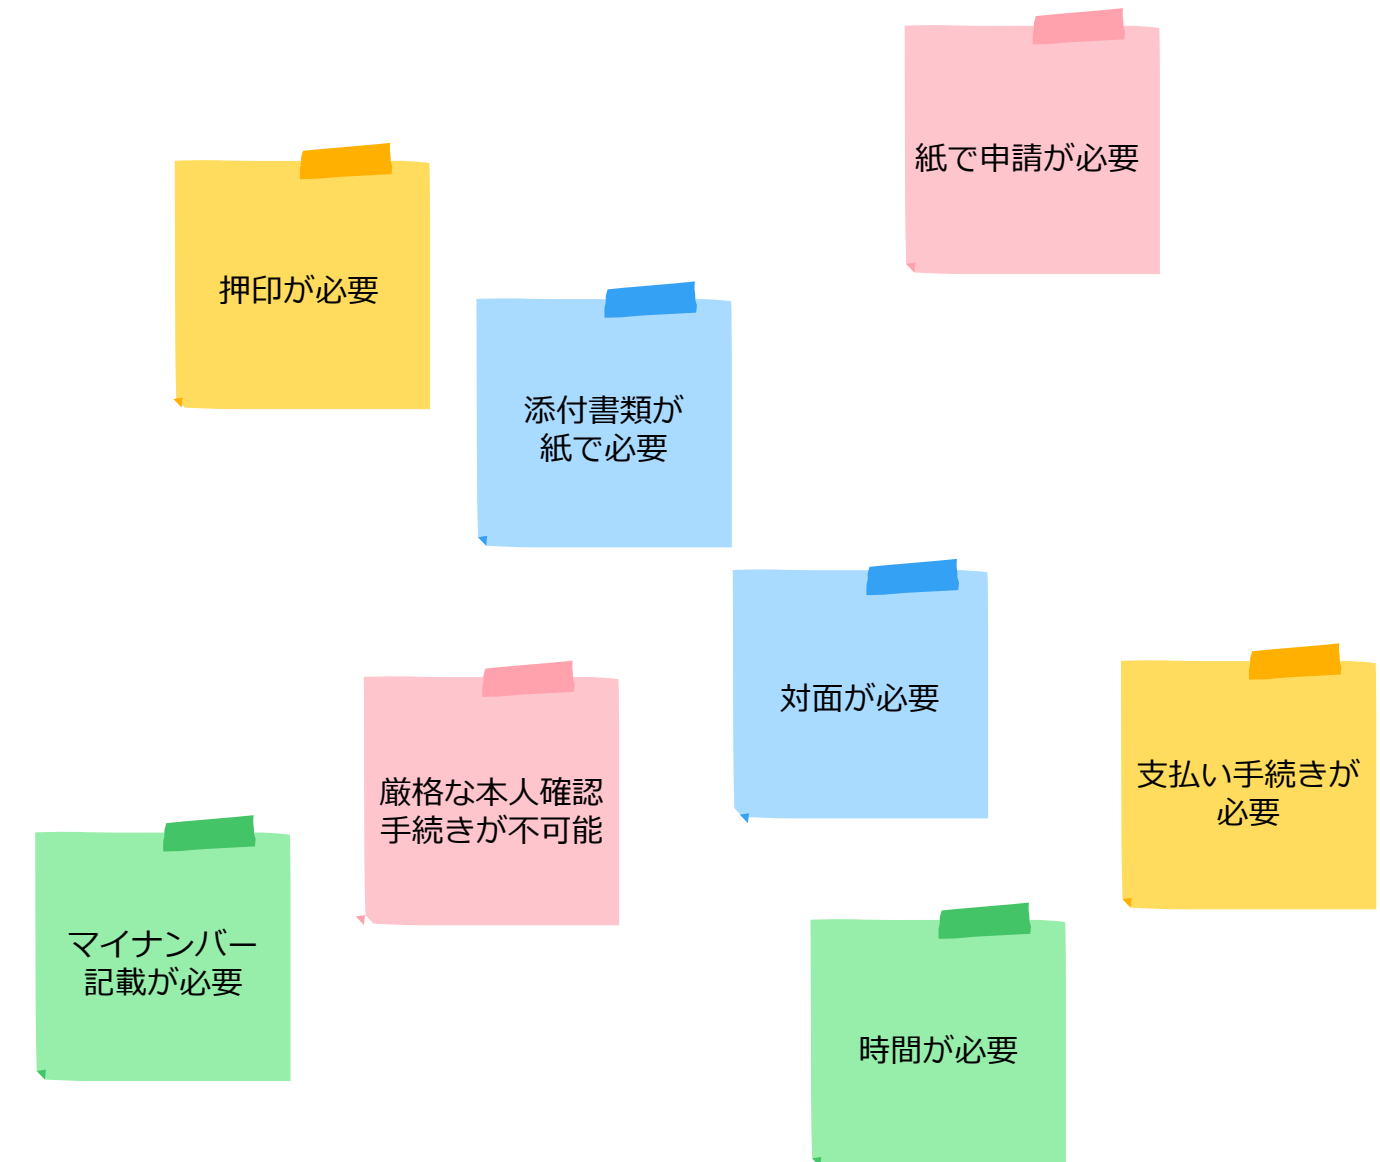 紙で申請が必要
押印が必要
添付書類が
紙で必要
対面が必要
支払い手続きが
必要
厳格な本人確認
手続きが不可能
マイナンバー
記載が必要
時間が必要